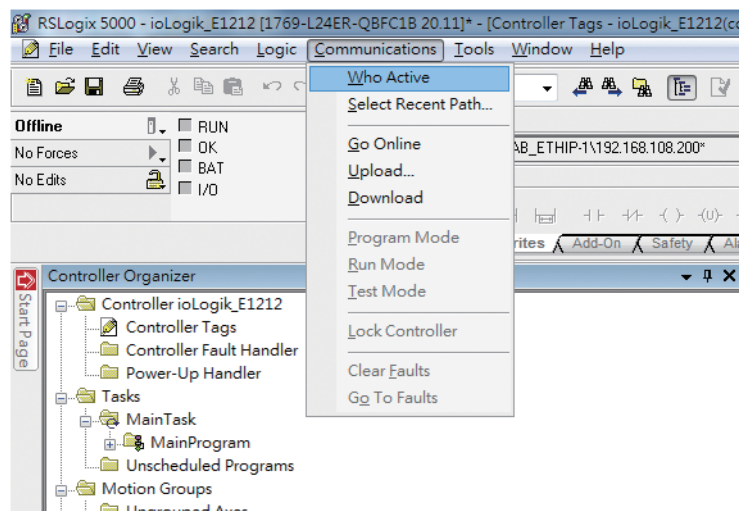 RSLogix 5000 - ioLogik_E1212 [1769-L24ER-QBFC1B 20.11]* - [Controller Tags - ioLogik_E1212(co
File Edit View Search Logic Communications Tools Window Help
Who Active
Select Recent Path...
Go Online
Upload...
Download
Program Mode
Run Mode
Test Mode
Lock Controller
Clear Faults
Go To Faults
Offline
RUN
No Forces
OK
AB_ETHIP-1\192.168.108.200*
BAT
No Edits
I/O
rites Add-On Safety Ala
Controller Organizer
Start Page
Controller ioLogik_E1212
Controller Tags
Controller Fault Handler
Power-Up Handler
Tasks
MainTask
MainProgram
Unscheduled Programs
Motion Groups
Ungrouped Axes